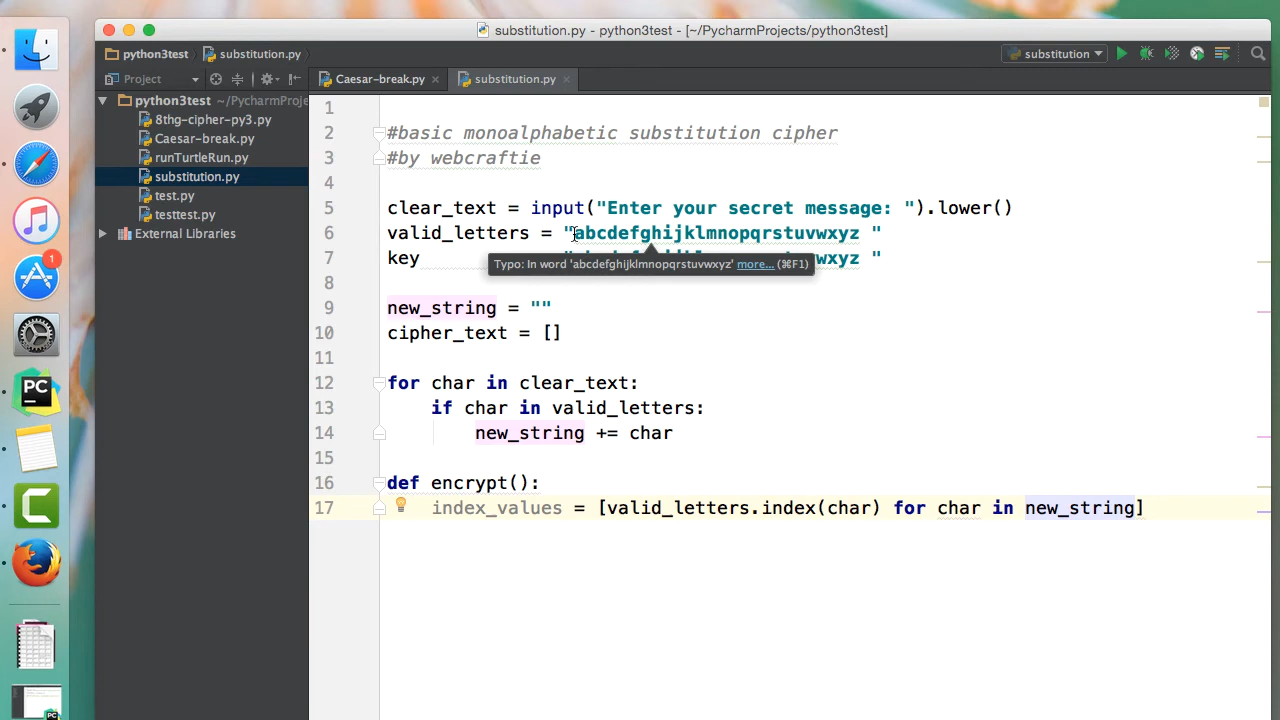 substitution.py - python3test - [~/PycharmProjects/python3test]
python3test
substitution.py
substitution
Project
Caesar-break.py
substitution.py
python3test ~/PycharmProje
8thg-cipher-py3.py
Caesar-break.py
runTurtleRun.py
substitution.py
test.py
testtest.py
External Libraries
1
2 #basic monoalphabetic substitution cipher
3 #by webcraftie
4
5 clear_text = input("Enter your secret message: ").lower()
6 valid_letters = "abcdefghijklmnopqrstuvwxyz "
7 key wxyz "
Typo: In word 'abcdefghijklmnopqrstuvwxyz' more... (⌘F1)
8
9 new_string = ""
10 cipher_text = []
11
12 for char in clear_text:
13 if char in valid_letters:
14 new_string += char
15
16 def encrypt():
17 index_values = [valid_letters.index(char) for char in new_string]
1
PC